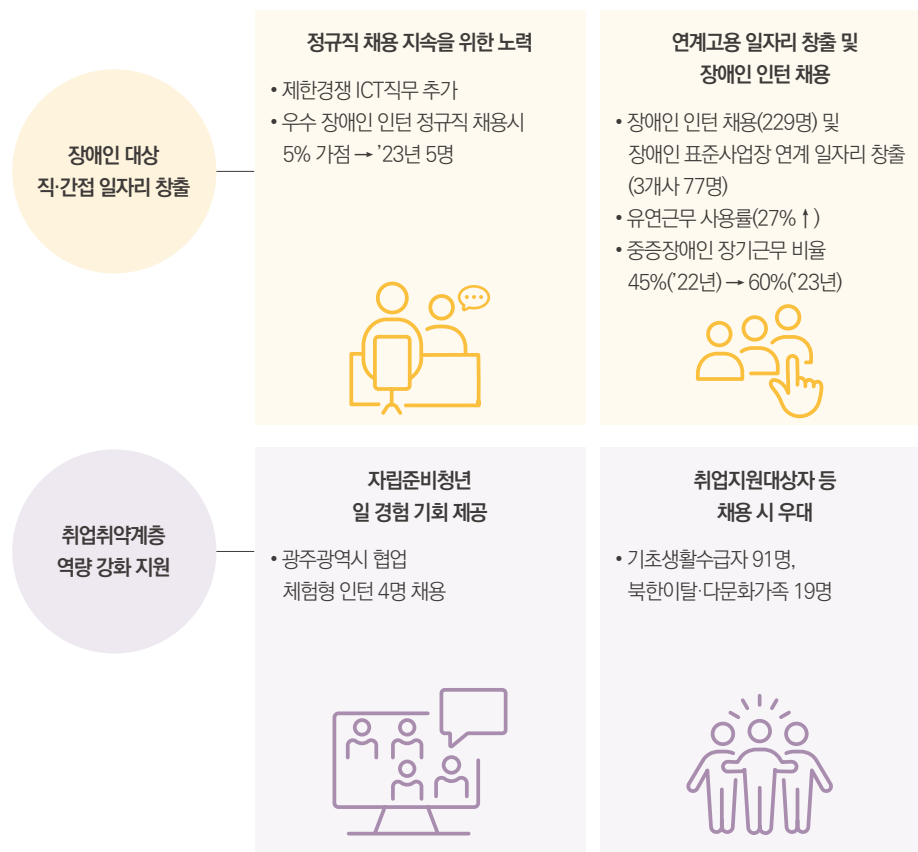 장애인 대상
직·간접 일자리 창출
정규직 채용 지속을 위한 노력
• 제한경쟁 ICT직무 추가
• 우수 장애인 인턴 정규직 채용시
5% 가점 → ’23년 5명
연계고용 일자리 창출 및
장애인 인턴 채용
• 장애인 인턴 채용(229명) 및
장애인 표준사업장 연계 일자리 창출
(3개사 77명)
• 유연근무 사용률(27%↑)
• 중증장애인 장기근무 비율
45%(’22년) → 60%(’23년)
취업취약계층
역량 강화 지원
자립준비청년
일 경험 기회 제공
• 광주광역시 협업
체험형 인턴 4명 채용
취업지원대상자 등
채용 시 우대
• 기초생활수급자 91명,
북한이탈·다문화가족 19명